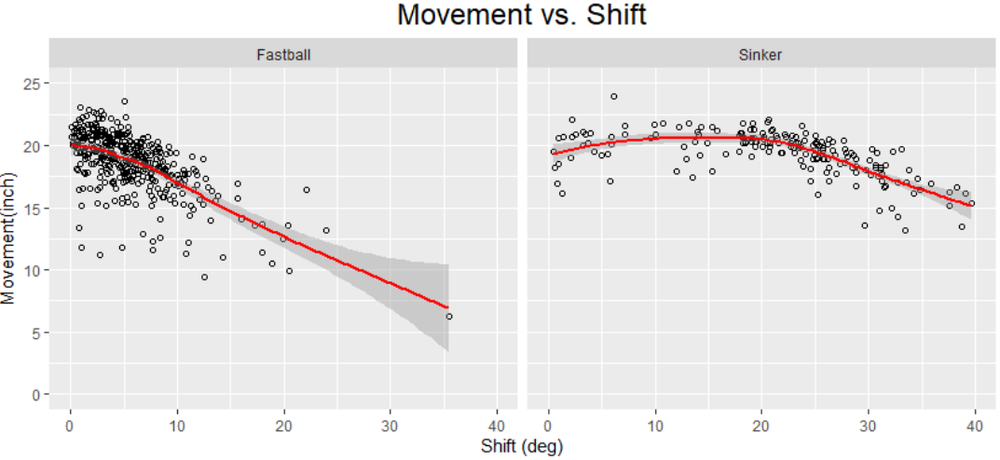 Movement vs. Shift
Fastball
Sinker
Movement(inch)
25
20
15
10
5
0
0 10 20 30 40
0 10 20 30 40
Shift (deg)